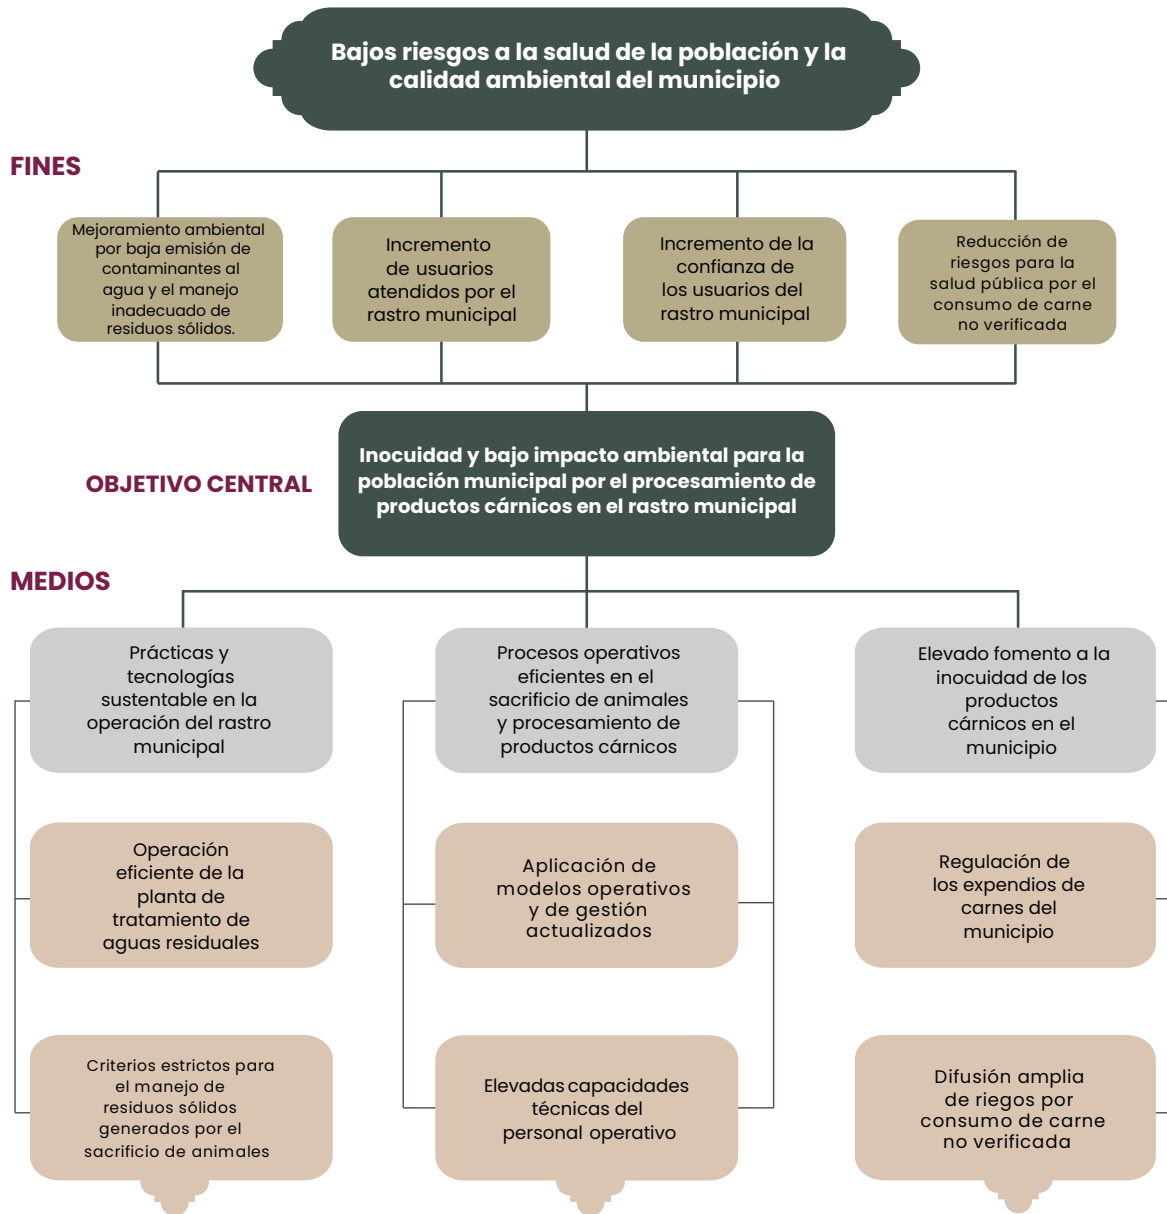 Bajos riesgos a la salud de la población y la
calidad ambiental del municipio
FINES
Mejoramiento ambiental
por baja emisión de
contaminantes al
agua y el manejo
inadecuado de
residuos sólidos.
Incremento
de usuarios
atendidos por el
rastro municipal
Incremento de la
confianza de
los usuarios del
rastro municipal
Reducción de
riesgos para la
salud pública por el
consumo de carne
no verificada
OBJETIVO CENTRAL
Inocuidad y bajo impacto ambiental para la
población municipal por el procesamiento de
productos cárnicos en el rastro municipal
MEDIOS
Prácticas y
tecnologías
sustentable en la
operación del rastro
municipal
Procesos operativos
eficientes en el
sacrificio de animales
y procesamiento de
productos cárnicos
Elevado fomento a la
inocuidad de los
productos
cárnicos en el
municipio
Operación
eficiente de la
planta de
tratamiento de
aguas residuales
Aplicación de
modelos operativos
y de gestión
actualizados
Regulación de
los expendios de
carnes del
municipio
Criterios estrictos para
el manejo de
residuos sólidos
generados por el
sacrificio de animales
Elevadas capacidades
técnicas del
personal operativo
Difusión amplia
de riegos por
consumo de carne
no verificada